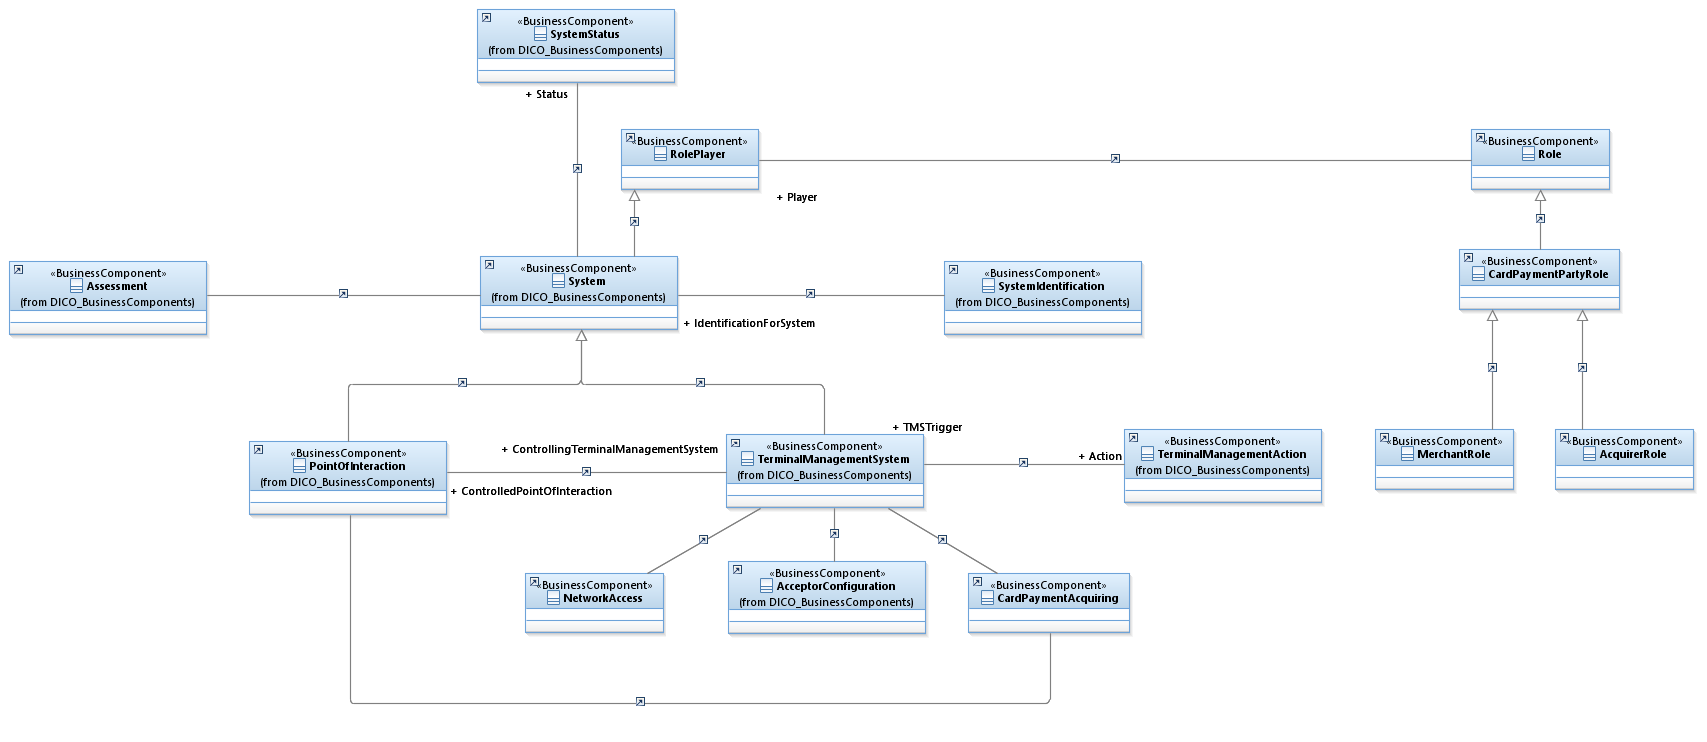 «BusinessComponent»
SystemStatus
(from DICO_BusinessComponents)
+ Status
«BusinessComponent»
RolePlayer
+ Player
«BusinessComponent»
Role
«BusinessComponent»
Assessment
(from DICO_BusinessComponents)
«BusinessComponent»
System
(from DICO_BusinessComponents)
+ IdentificationForSystem
«BusinessComponent»
SystemIdentification
(from DICO_BusinessComponents)
«BusinessComponent»
CardPaymentPartyRole
«BusinessComponent»
PointOfInteraction
(from DICO_BusinessComponents)
+ ControllingTerminalManagementSystem
+ ControlledPointOfInteraction
«BusinessComponent»
TerminalManagementSystem
(from DICO_BusinessComponents)
+ TMSTrigger
+ Action
«BusinessComponent»
TerminalManagementAction
(from DICO_BusinessComponents)
«BusinessComponent»
MerchantRole
«BusinessComponent»
AcquirerRole
«BusinessComponent»
NetworkAccess
«BusinessComponent»
AcceptorConfiguration
(from DICO_BusinessComponents)
«BusinessComponent»
CardPaymentAcquiring